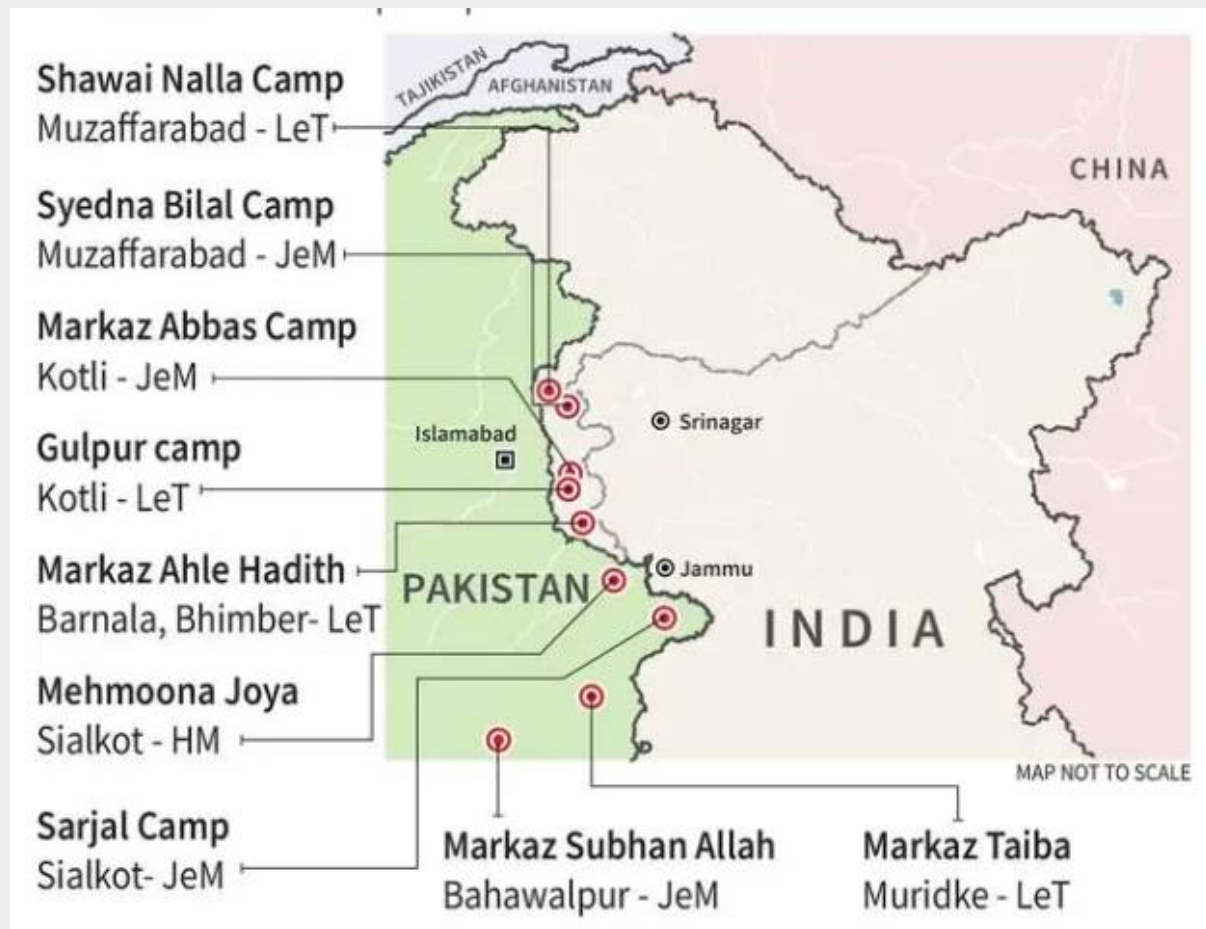 Shawai Nalla Camp
Muzaffarabad - LeT
Syedna Bilal Camp
Muzaffarabad - JeM
Markaz Abbas Camp
Kotli - JeM
Gulpur camp
Kotli - LeT
Markaz Ahle Hadith
Barnala, Bhimber- LeT
Mehmoona Joya
Sialkot - HM
Sarjal Camp
Sialkot- JeM
Markaz Subhan Allah
Bahawalpur - JeM
Markaz Taiba
Muridke - LeT
TAJIKISTAN
AFGHANISTAN
CHINA
Srinagar
Islamabad
Jammu
PAKISTAN
INDIA
MAP NOT TO SCALE